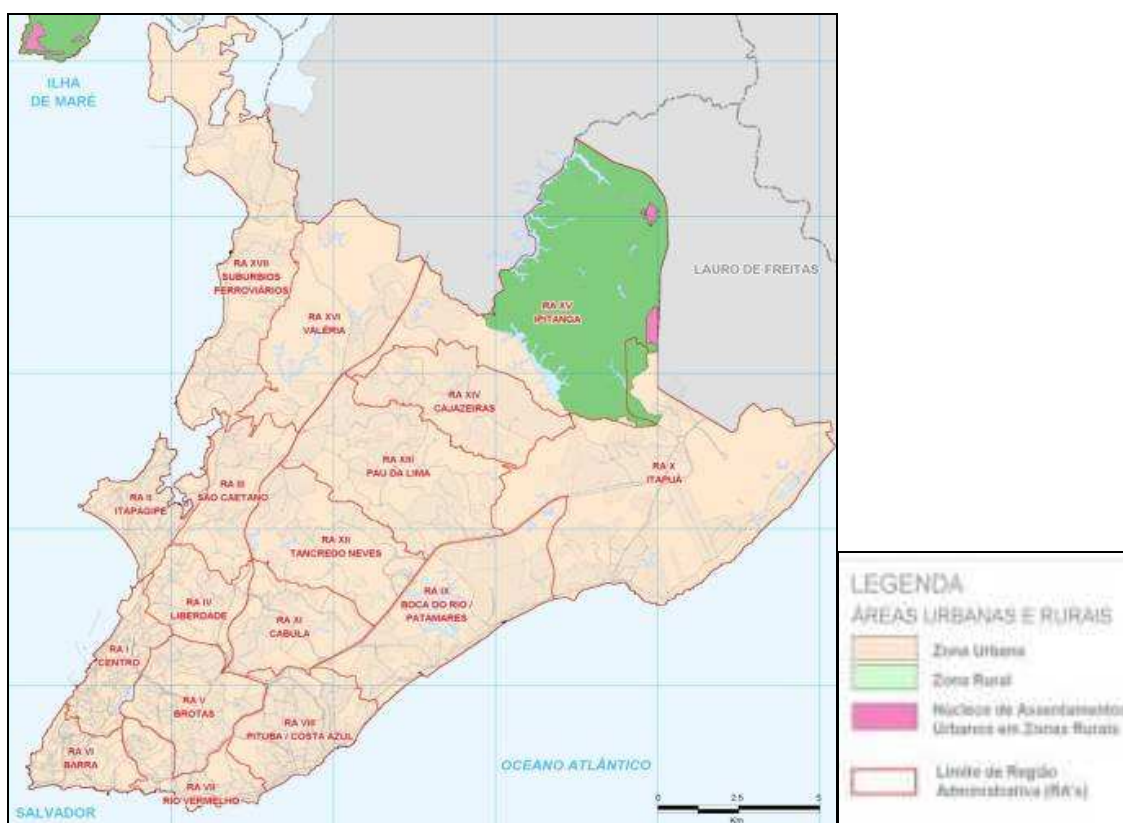 ILHA
DE MARÉ
RA XVII
SUBÚRBIOS
FERROVIÁRIOS
RA XVI
VALÉRIA
RA XV
IPITANGA
LAURO DE FREITAS
RA XIV
CAJAZEIRAS
RA XIII
PAU DA LIMA
RA X
ITAPUÃ
RA II
ITAPAGIPE
RA III
SÃO CAETANO
RA XII
TANCREDO NEVES
RA IX
BOCA DO RIO /
PATAMARES
RA IV
LIBERDADE
RA XI
CABULA
RA I
CENTRO
RA V
BROTAS
RA VIII
PITUBA / COSTA AZUL
RA VI
BARRA
RA VII
RIO VERMELHO
OCEANO ATLÂNTICO
SALVADOR
0 2.5 5
Km
LEGENDA
ÁREAS URBANAS E RURAIS
Zona Urbana
Zona Rural
Núcleos de Assentamentos
Urbanos em Zonas Rurais
Limite de Região
Administrativa (RA's)